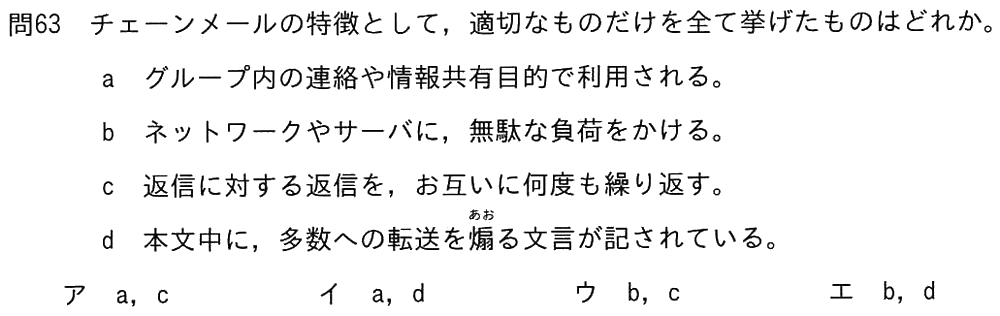 問63 チェーンメールの特徴として，適切なものだけを全て挙げたものはどれか。
a グループ内の連絡や情報共有目的で利用される。
b ネットワークやサーバに，無駄な負荷をかける。
c 返信に対する返信を，お互いに何度も繰り返す。
あお
d 本文中に，多数への転送を煽る文言が記されている。
ア a，c イ a，d ウ b，c エ b，d